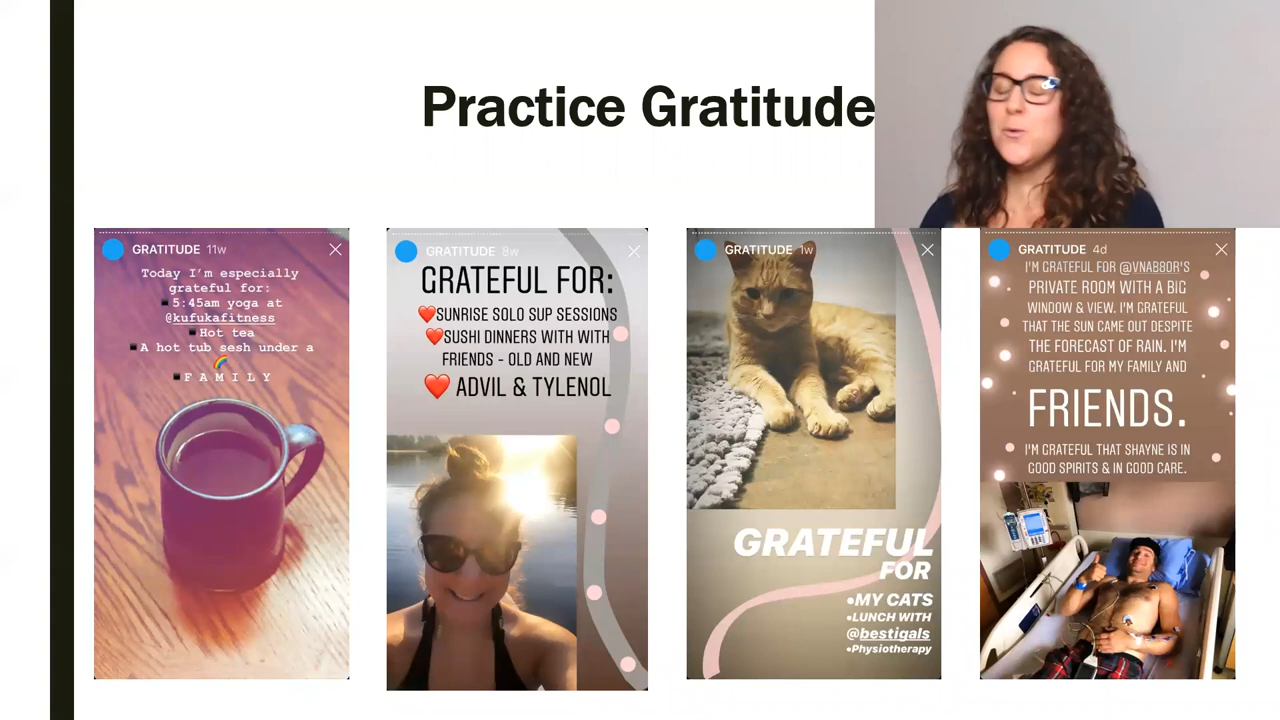 Practice Gratitude
GRATITUDE 11w
Today I'm especially
grateful for:
▪5:45am yoga at
@kufukafitness
▪Hot tea
▪A hot tub sesh under a
🌈
▪F A M I L Y
GRATITUDE 8w
GRATEFUL FOR:
❤️SUNRISE SOLO SUP SESSIONS
❤️SUSHI DINNERS WITH WITH
FRIENDS - OLD AND NEW
❤️ ADVIL & TYLENOL
GRATITUDE 1w
GRATEFUL
FOR
•MY CATS
•LUNCH WITH
@bestigals
•Physiotherapy
GRATITUDE 4d
I'M GRATEFUL FOR @VNAB80R'S
PRIVATE ROOM WITH A BIG
WINDOW & VIEW. I'M GRATEFUL
THAT THE SUN CAME OUT DESPITE
THE FORECAST OF RAIN. I'M
GRATEFUL FOR MY FAMILY AND
FRIENDS.
I'M GRATEFUL THAT SHAYNE IS IN
GOOD SPIRITS & IN GOOD CARE.